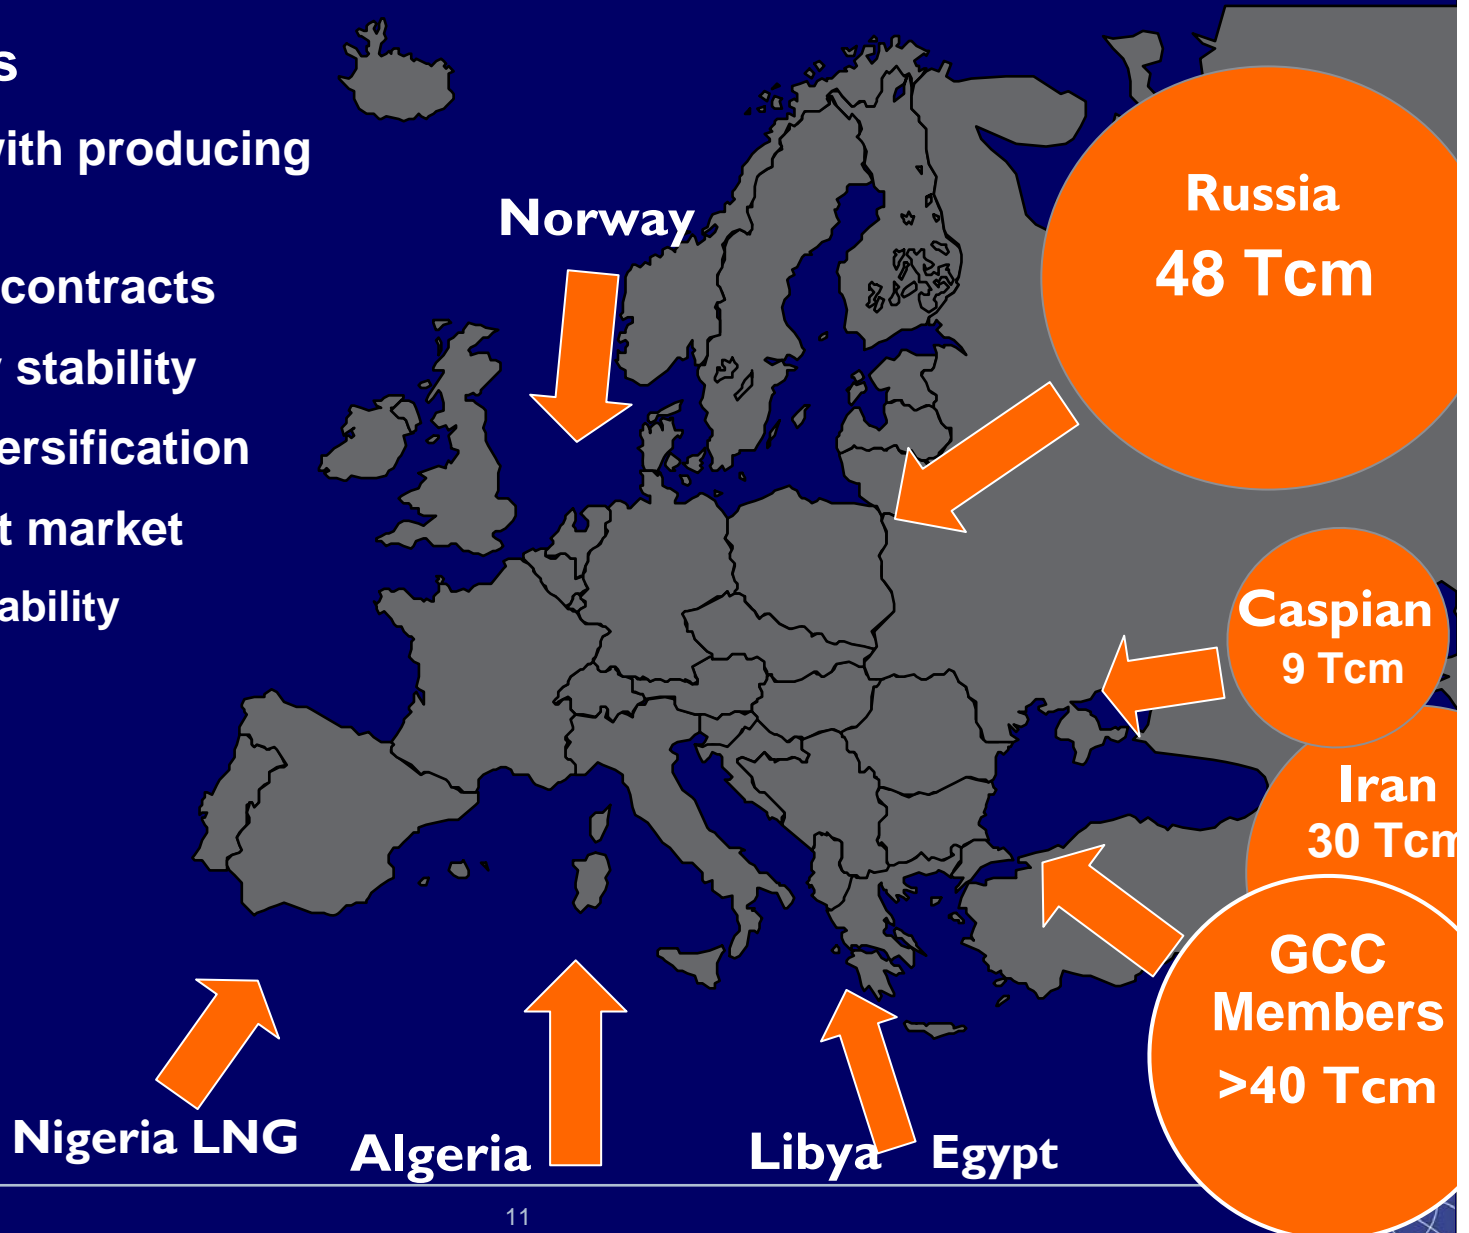 s
with producing
contracts
y stability
ersification
t market
ability
Norway
Russia
48 Tcm
Caspian
9 Tcm
Iran
30 Tcm
GCC
Members
>40 Tcm
Nigeria LNG
Algeria
Libya
Egypt
11